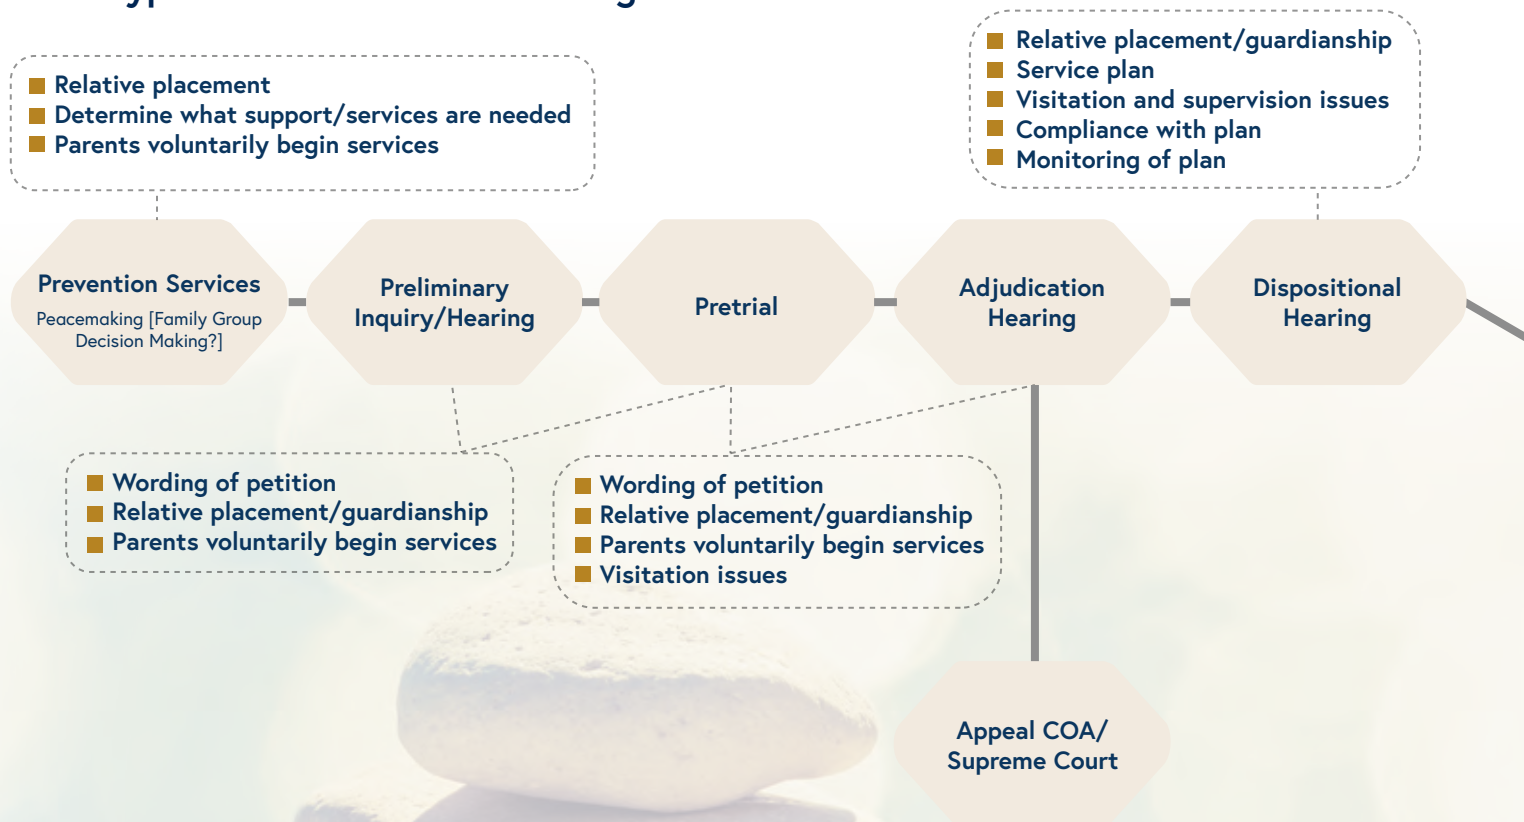 Relative placement
Determine what support/services are needed
Parents voluntarily begin services
Relative placement/guardianship
Service plan
Visitation and supervision issues
Compliance with plan
Monitoring of plan
Prevention Services
Peacemaking [Family Group
Decision Making?]
Preliminary
Inquiry/Hearing
Pretrial
Adjudication
Hearing
Dispositional
Hearing
Wording of petition
Relative placement/guardianship
Parents voluntarily begin services
Wording of petition
Relative placement/guardianship
Parents voluntarily begin services
Visitation issues
Appeal COA/
Supreme Court